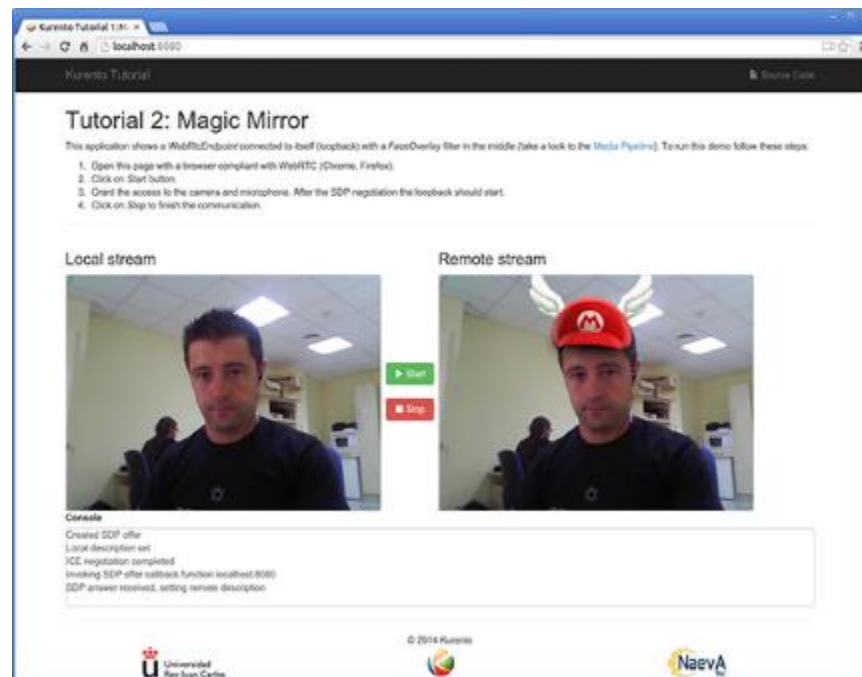 Kurento Tutorial 1: M
localhost:8080
Kurento Tutorial
Source Code
Tutorial 2: Magic Mirror
This application shows a WebRtcEndpoint connected to itself (loopback) with a FaceOverlay filter in the middle (take a look to the Media Pipeline). To run this demo follow these steps:
1. Open this page with a browser compliant with WebRTC (Chrome, Firefox).
2. Click on Start button.
3. Grant the access to the camera and microphone. After the SDP negotiation the loopback should start.
4. Click on Stop to finish the communication.
Local stream
Remote stream
M
Start
Stop
Console
Created SDP offer
Local description set
ICE negotiation completed
Invoking SDP offer callback function localhost:8080
SDP answer received, setting remote description
© 2014 Kurento
Universidad
Rey Juan Carlos
NaevA